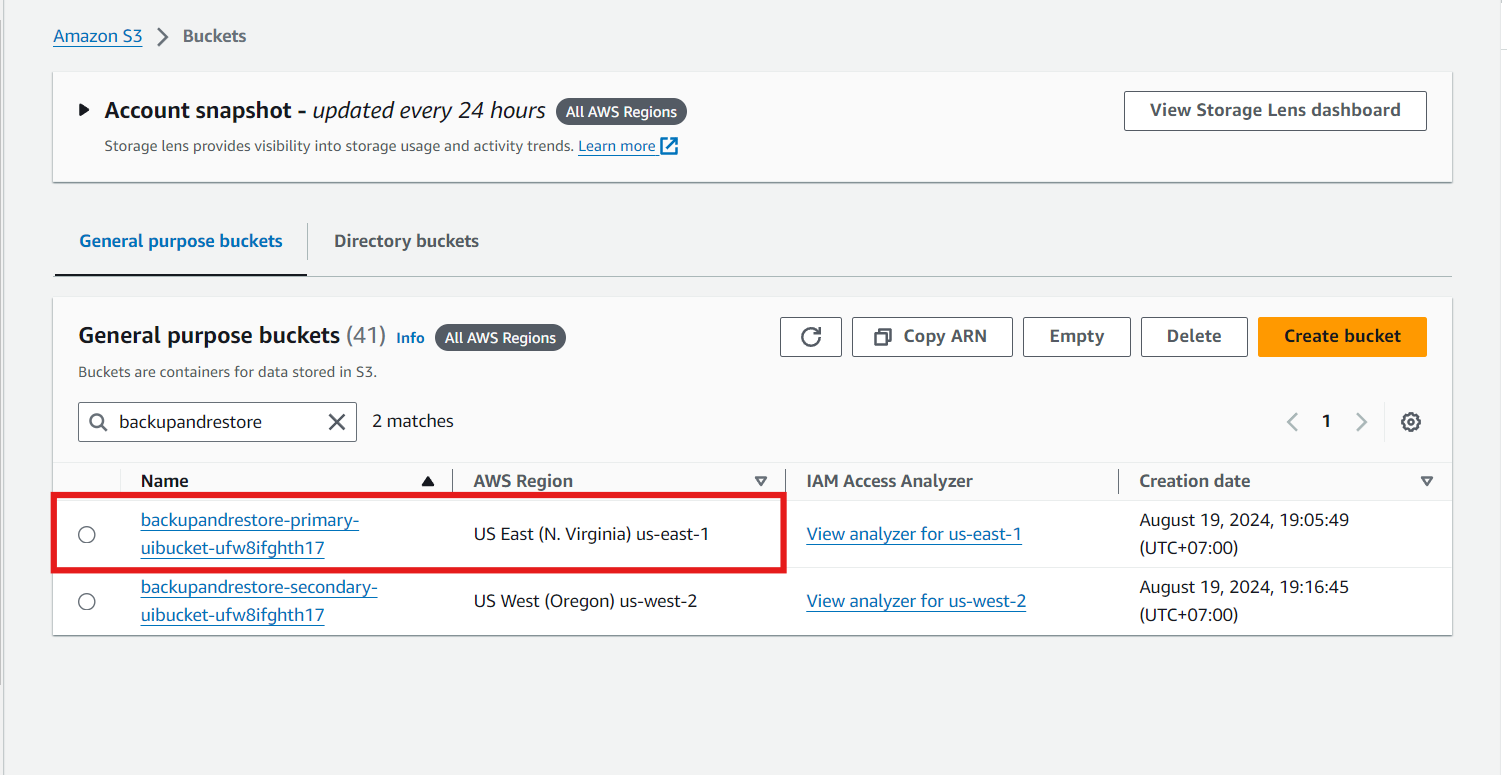 Amazon S3 > Buckets
Account snapshot - updated every 24 hours All AWS Regions
View Storage Lens dashboard
Storage lens provides visibility into storage usage and activity trends. Learn more
General purpose buckets
Directory buckets
General purpose buckets (41) Info All AWS Regions
Copy ARN
Empty
Delete
Create bucket
Buckets are containers for data stored in S3.
backupandrestore
2 matches
1
Name
AWS Region
IAM Access Analyzer
Creation date
backupandrestore-primary-
uibucket-ufw8ifghth17
US East (N. Virginia) us-east-1
View analyzer for us-east-1
August 19, 2024, 19:05:49
(UTC+07:00)
backupandrestore-secondary-
uibucket-ufw8ifghth17
US West (Oregon) us-west-2
View analyzer for us-west-2
August 19, 2024, 19:16:45
(UTC+07:00)